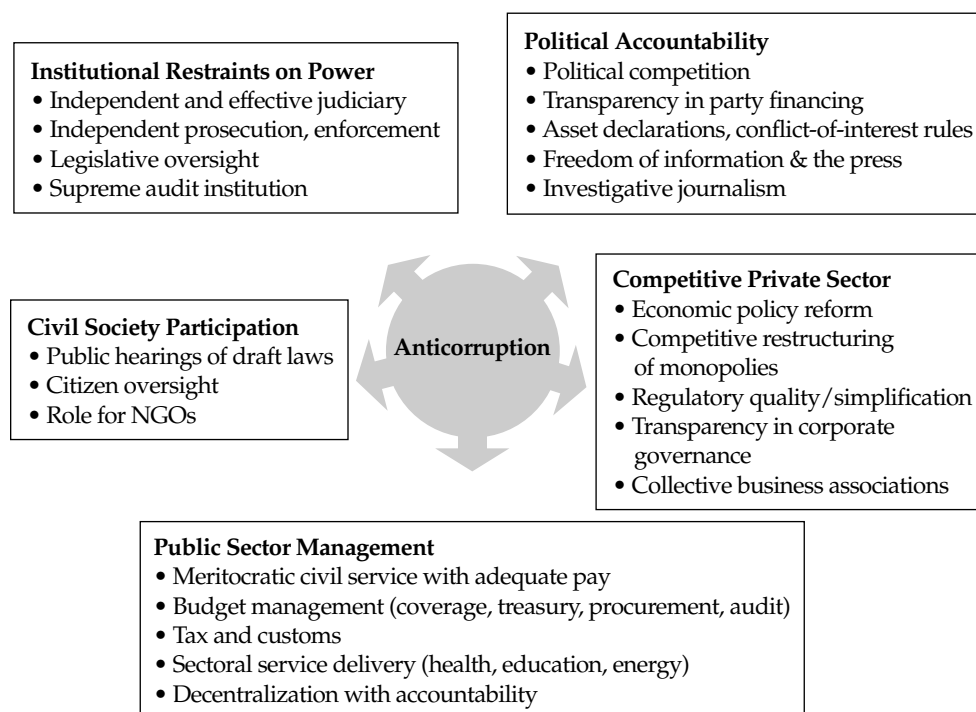 Institutional Restraints on Power
• Independent and effective judiciary
• Independent prosecution, enforcement
• Legislative oversight
• Supreme audit institution
Political Accountability
• Political competition
• Transparency in party financing
• Asset declarations, conflict-of-interest rules
• Freedom of information & the press
• Investigative journalism
Civil Society Participation
• Public hearings of draft laws
• Citizen oversight
• Role for NGOs
Anticorruption
Competitive Private Sector
• Economic policy reform
• Competitive restructuring
of monopolies
• Regulatory quality/simplification
• Transparency in corporate
governance
• Collective business associations
Public Sector Management
• Meritocratic civil service with adequate pay
• Budget management (coverage, treasury, procurement, audit)
• Tax and customs
• Sectoral service delivery (health, education, energy)
• Decentralization with accountability